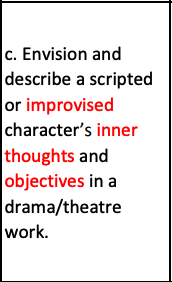 c. Envision and
describe a scripted
or improvised
character’s inner
thoughts and
objectives in a
drama/theatre
work.